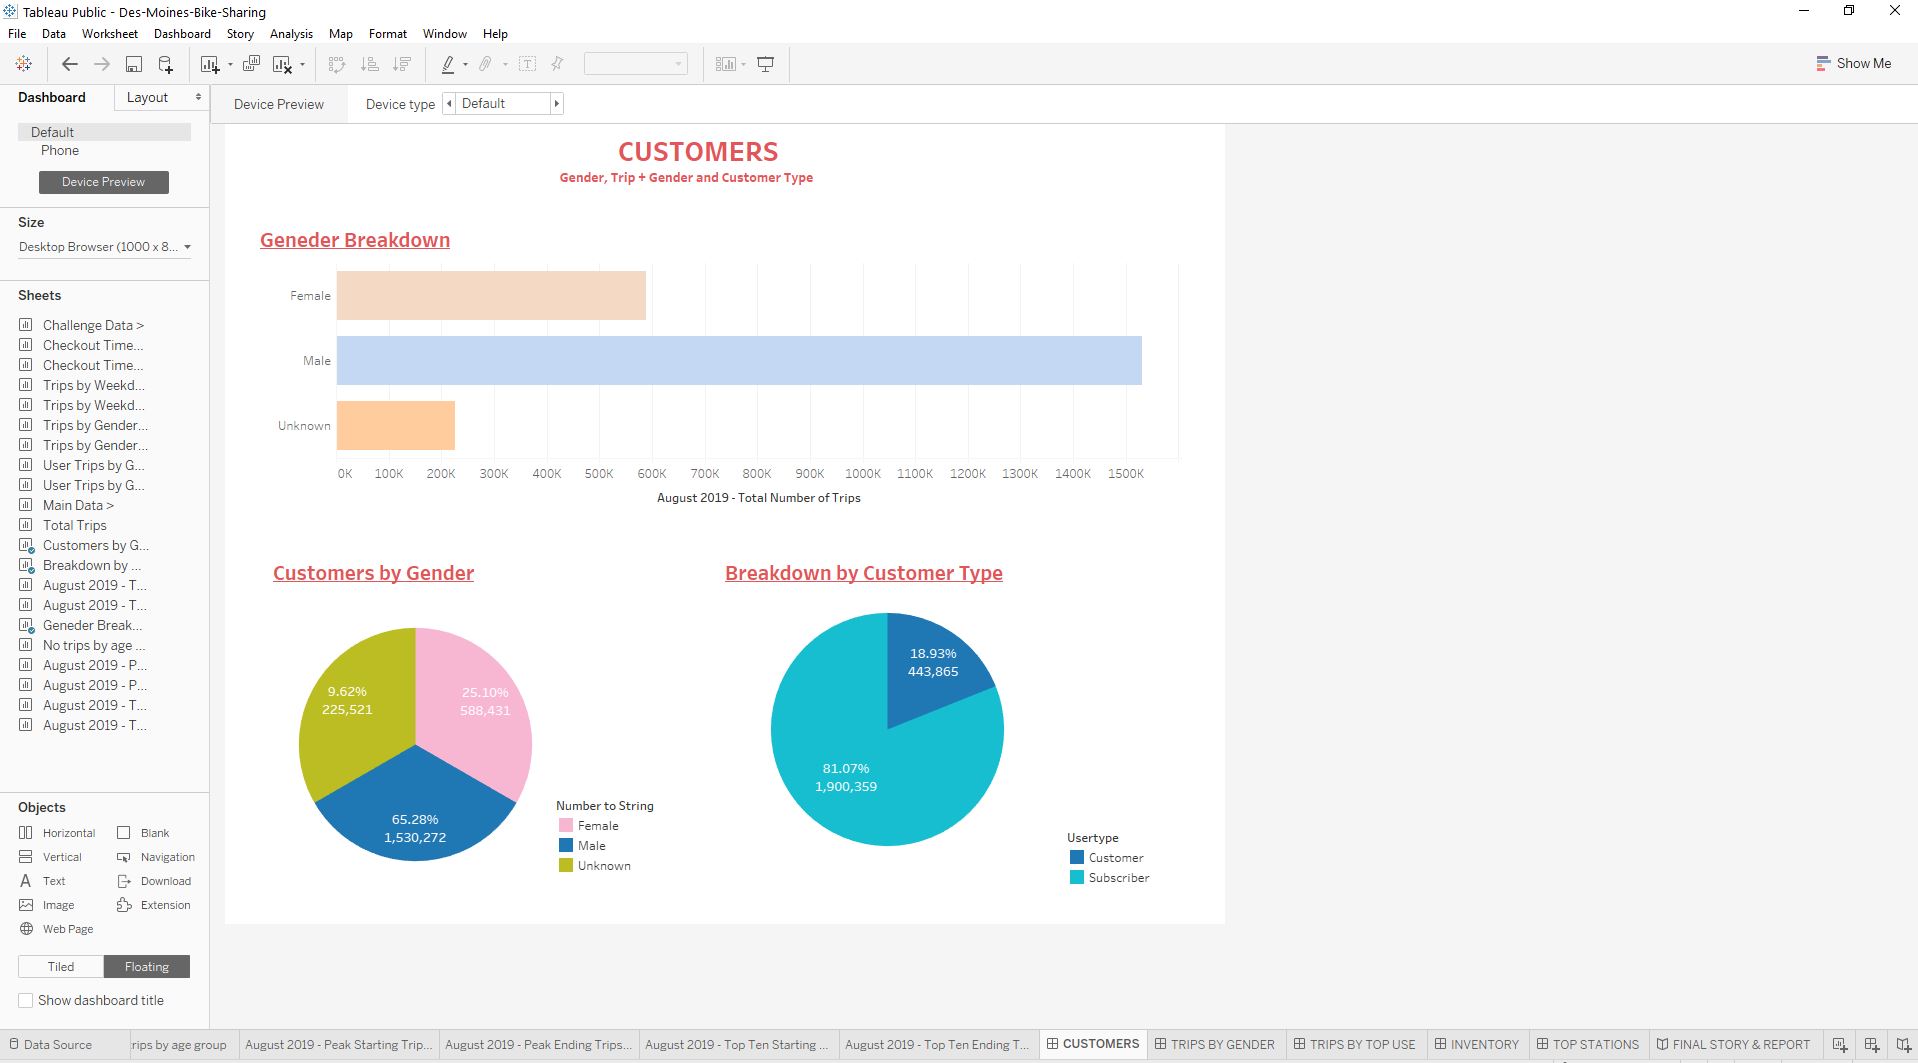 Tableau Public - Des-Moines-Bike-Sharing
File Data Worksheet Dashboard Story Analysis Map Format Window Help
Show Me
Dashboard Layout
Device Preview Device type Default
Default
Phone
Device Preview
Size
Desktop Browser (1000 x 8...
Sheets
Challenge Data >
Checkout Time...
Checkout Time...
Trips by Weekd...
Trips by Weekd...
Trips by Gender...
Trips by Gender...
User Trips by G...
User Trips by G...
Main Data >
Total Trips
Customers by G...
Breakdown by ...
August 2019 - T...
August 2019 - T...
Geneder Break...
No trips by age ...
August 2019 - P...
August 2019 - P...
August 2019 - T...
August 2019 - T...
Objects
Horizontal Blank
Vertical Navigation
A Text Download
Image Extension
Web Page
Tiled Floating
Show dashboard title
CUSTOMERS
Gender, Trip + Gender and Customer Type
Geneder Breakdown
Female
Male
Unknown
0K 100K 200K 300K 400K 500K 600K 700K 800K 900K 1000K 1100K 1200K 1300K 1400K 1500K
August 2019 - Total Number of Trips
Customers by Gender
9.62%
225,521
25.10%
588,431
65.28%
1,530,272
Number to String
Female
Male
Unknown
Breakdown by Customer Type
18.93%
443,865
81.07%
1,900,359
Usertype
Customer
Subscriber
Data Source rips by age group August 2019 - Peak Starting Trip... August 2019 - Peak Ending Trips... August 2019 - Top Ten Starting ... August 2019 - Top Ten Ending T... CUSTOMERS TRIPS BY GENDER TRIPS BY TOP USE INVENTORY TOP STATIONS FINAL STORY & REPORT